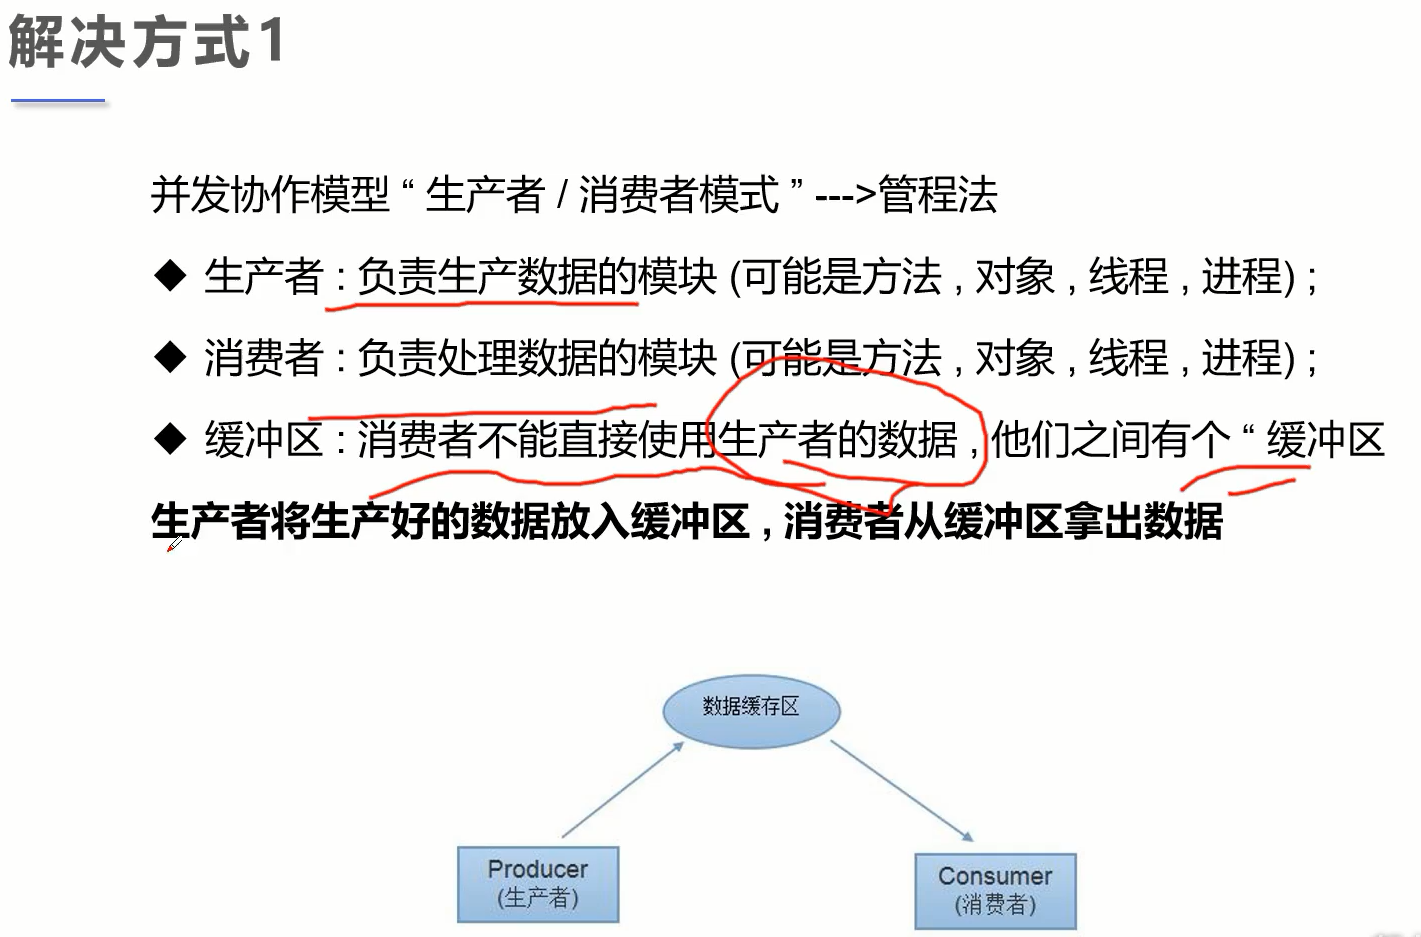 解决方式1
并发协作模型 “ 生产者 / 消费者模式 ” --->管程法
◆ 生产者 : 负责生产数据的模块 (可能是方法 , 对象 , 线程 , 进程) ;
◆ 消费者 : 负责处理数据的模块 (可能是方法 , 对象 , 线程 , 进程) ;
◆ 缓冲区 : 消费者不能直接使用生产者的数据 , 他们之间有个 “ 缓冲区
生产者将生产好的数据放入缓冲区 , 消费者从缓冲区拿出数据
数据缓存区
Producer
(生产者)
Consumer
(消费者)